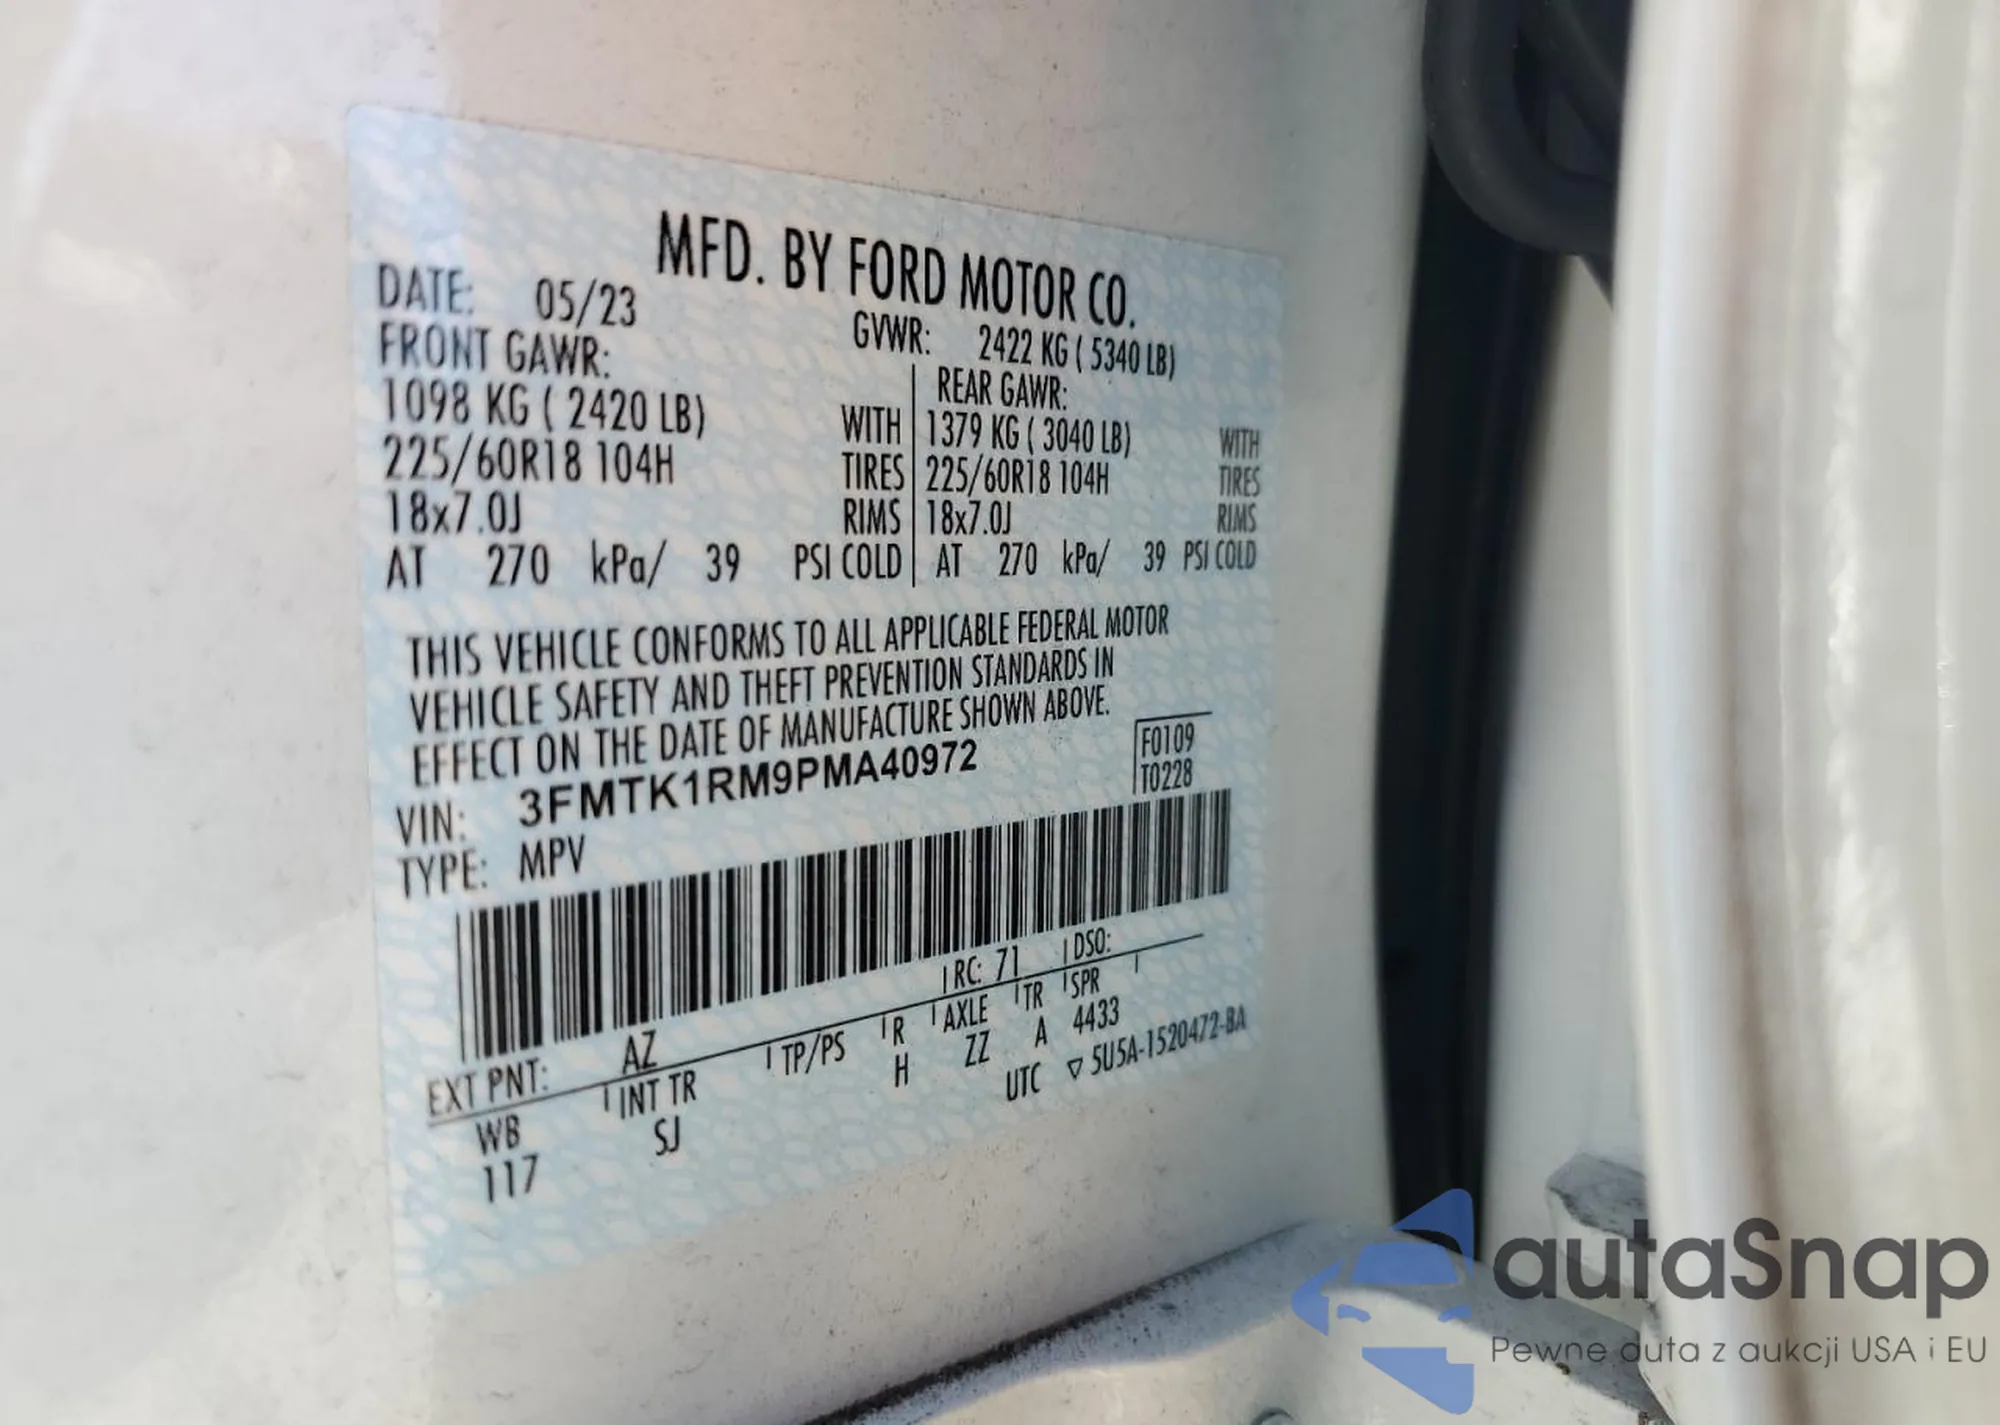 MFD. BY FORD MOTOR CO.
DATE: 05/23 GVWR: 2422 KG ( 5340 LB)
FRONT GAWR: REAR GAWR:
1098 KG ( 2420 LB) WITH 1379 KG ( 3040 LB) WITH
225/60R18 104H TIRES 225/60R18 104H TIRES
18x7.0J RIMS 18x7.0J RIMS
AT 270 kPa/ 39 PSI COLD AT 270 kPa/ 39 PSI COLD
THIS VEHICLE CONFORMS TO ALL APPLICABLE FEDERAL MOTOR
VEHICLE SAFETY AND THEFT PREVENTION STANDARDS IN
EFFECT ON THE DATE OF MANUFACTURE SHOWN ABOVE.
VIN: 3FMTK1RM9PMA40972 F0109
TYPE: MPV T0228
EXT PNT: AZ RC: 71 DSO:
WB INT TR TP/PS R AXLE TR SPR
117 SJ H ZZ A 4433
UTC ▽ 5U5A-1520472-BA
autaSnap
Pewne auta z aukcji USA i EU